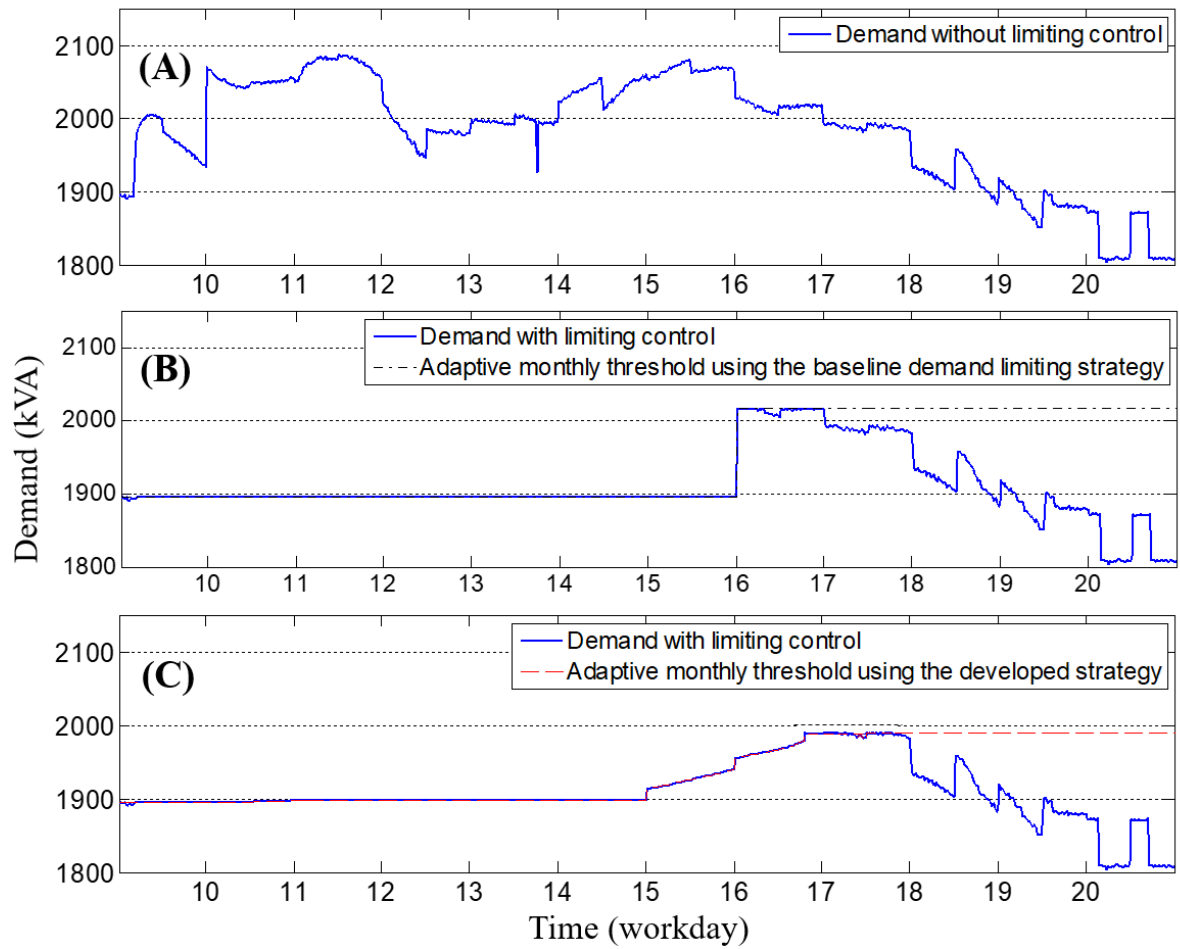 Demand without limiting control
(A)
2100
2000
1900
1800
10 11 12 13 14 15 16 17 18 19 20
Demand with limiting control
Adaptive monthly threshold using the baseline demand limiting strategy
(B)
2100
2000
1900
1800
10 11 12 13 14 15 16 17 18 19 20
Demand (kVA)
Demand with limiting control
Adaptive monthly threshold using the developed strategy
(C)
2100
2000
1900
1800
10 11 12 13 14 15 16 17 18 19 20
Time (workday)